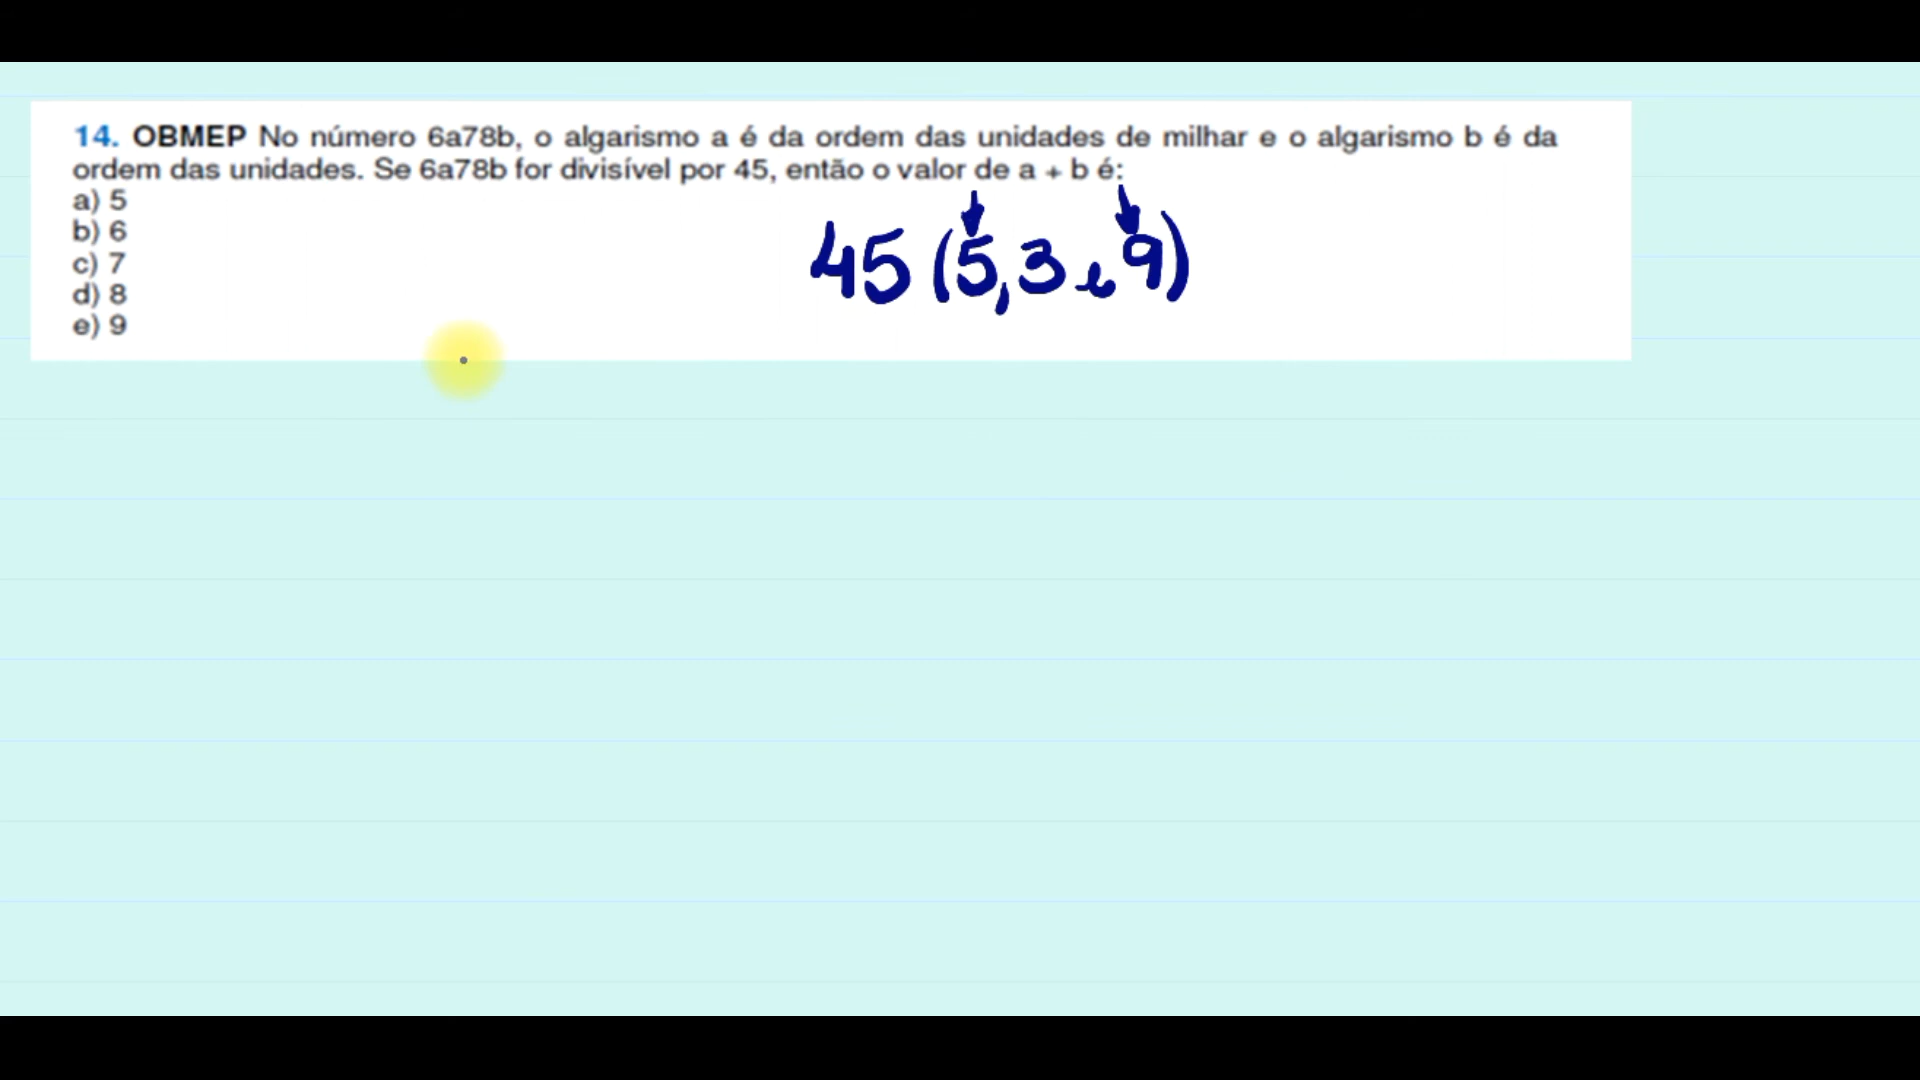 14. OBMEP No número 6a78b, o algarismo a é da ordem das unidades de milhar e o algarismo b é da
ordem das unidades. Se 6a78b for divisível por 45, então o valor de a + b é:
a) 5
b) 6
c) 7
d) 8
e) 9
45 (5,3 e 9)